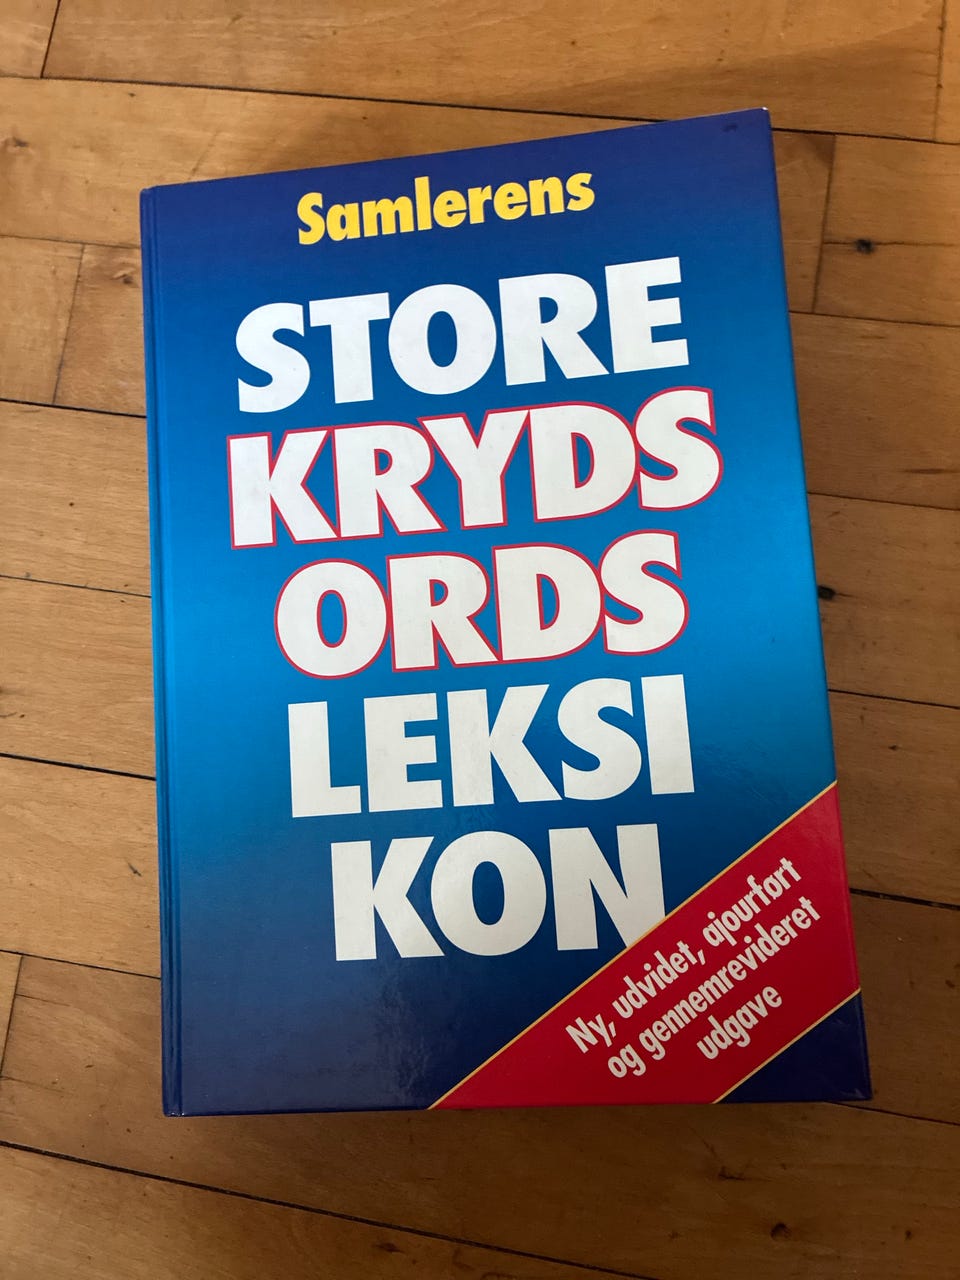 Samlerens
STORE
KRYDS
ORDS
LEKSI
KON
Ny, udvidet, ajourført
og gennemrevideret
udgave